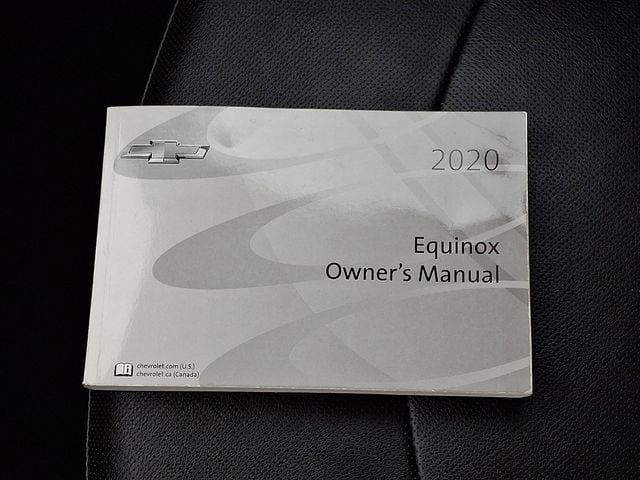 2020
Equinox
Owner's Manual
chevrolet.com (U.S.)
chevrolet.ca (Canada)